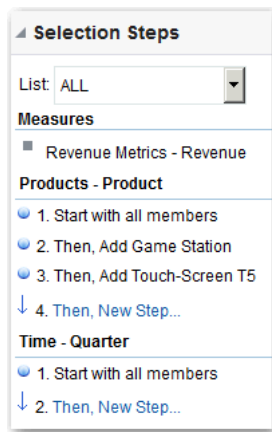 Selection Steps
List: ALL
Measures
Revenue Metrics - Revenue
Products - Product
1. Start with all members
2. Then, Add Game Station
3. Then, Add Touch-Screen T5
4. Then, New Step...
Time - Quarter
1. Start with all members
2. Then, New Step...